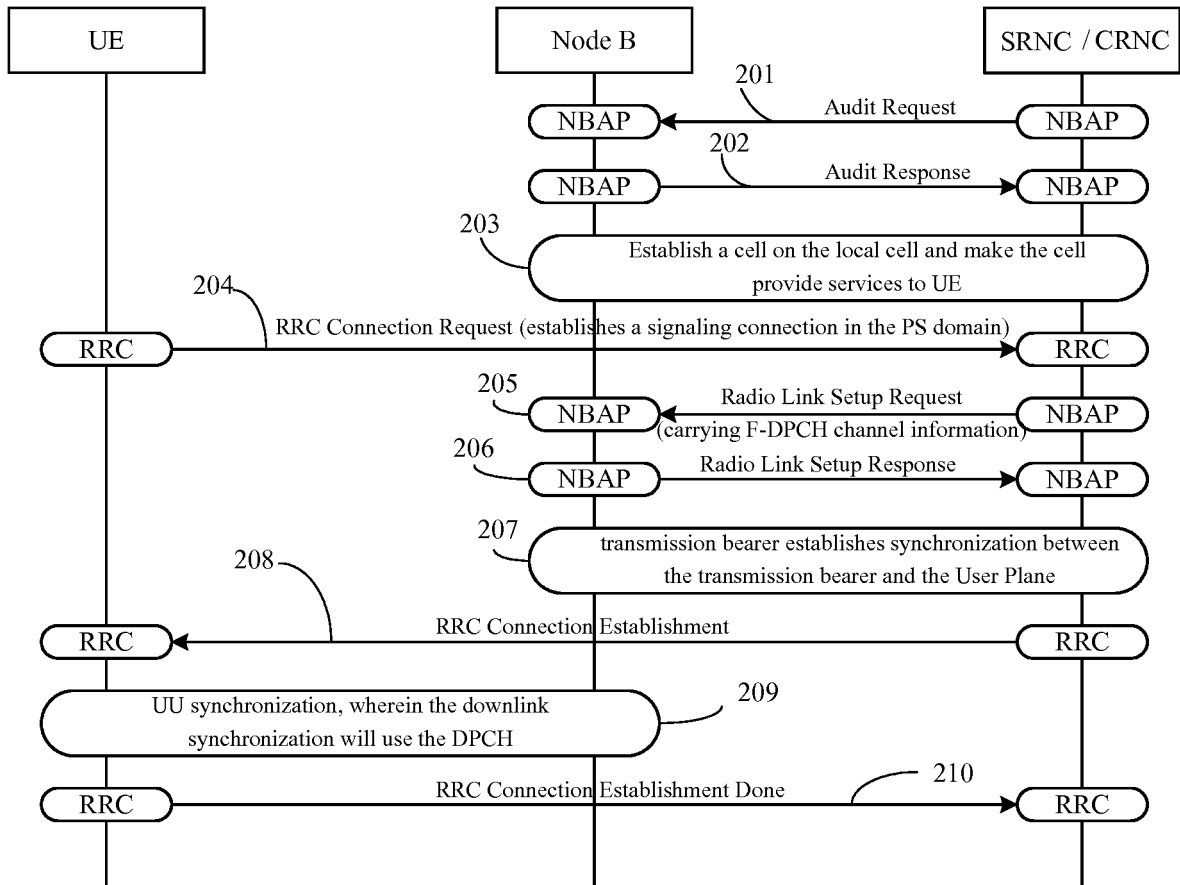 UE
Node B
SRNC / CRNC
201
NBAP
Audit Request
NBAP
202
NBAP
Audit Response
NBAP
203
Establish a cell on the local cell and make the cell
provide services to UE
204
RRC Connection Request (establishes a signaling connection in the PS domain)
RRC
RRC
205
NBAP
Radio Link Setup Request
NBAP
(carrying F-DPCH channel information)
206
NBAP
Radio Link Setup Response
NBAP
207
transmission bearer establishes synchronization between
the transmission bearer and the User Plane
208
RRC
RRC Connection Establishment
RRC
UU synchronization, wherein the downlink
synchronization will use the DPCH
209
RRC
RRC Connection Establishment Done
210
RRC